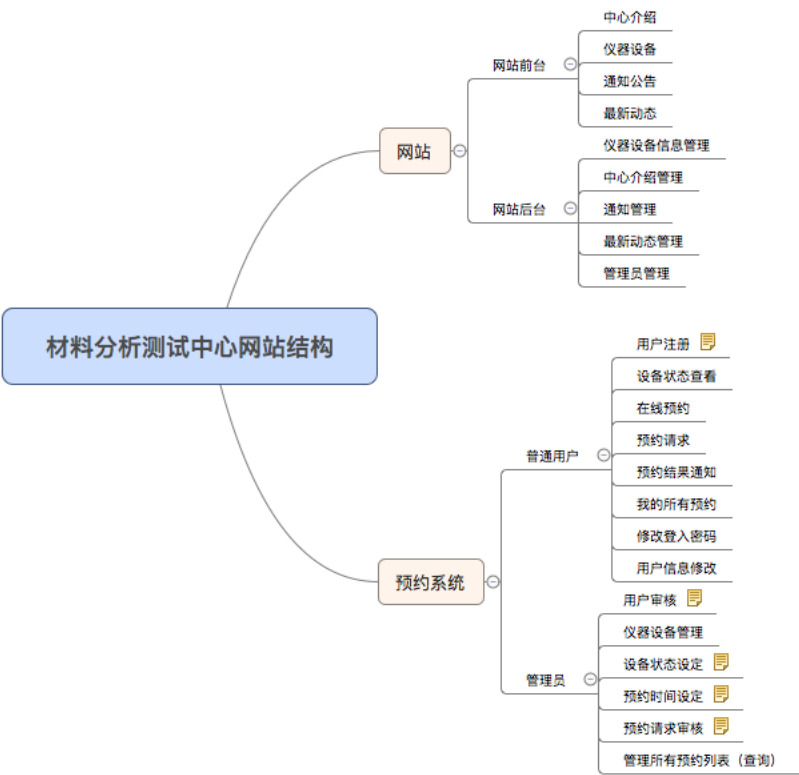 材料分析测试中心网站结构
网站
网站前台
中心介绍
仪器设备
通知公告
最新动态
网站后台
仪器设备信息管理
中心介绍管理
通知管理
最新动态管理
管理员管理
预约系统
普通用户
用户注册
设备状态查看
在线预约
预约请求
预约结果通知
我的所有预约
修改登入密码
用户信息修改
管理员
用户审核
仪器设备管理
设备状态设定
预约时间设定
预约请求审核
管理所有预约列表（查询）